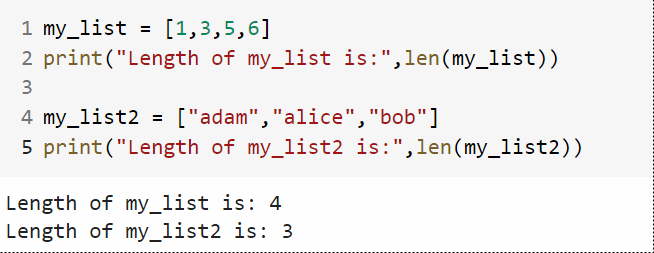 1 my_list = [1,3,5,6]
2 print("Length of my_list is:",len(my_list))
3
4 my_list2 = ["adam","alice","bob"]
5 print("Length of my_list2 is:",len(my_list2))
Length of my_list is: 4
Length of my_list2 is: 3